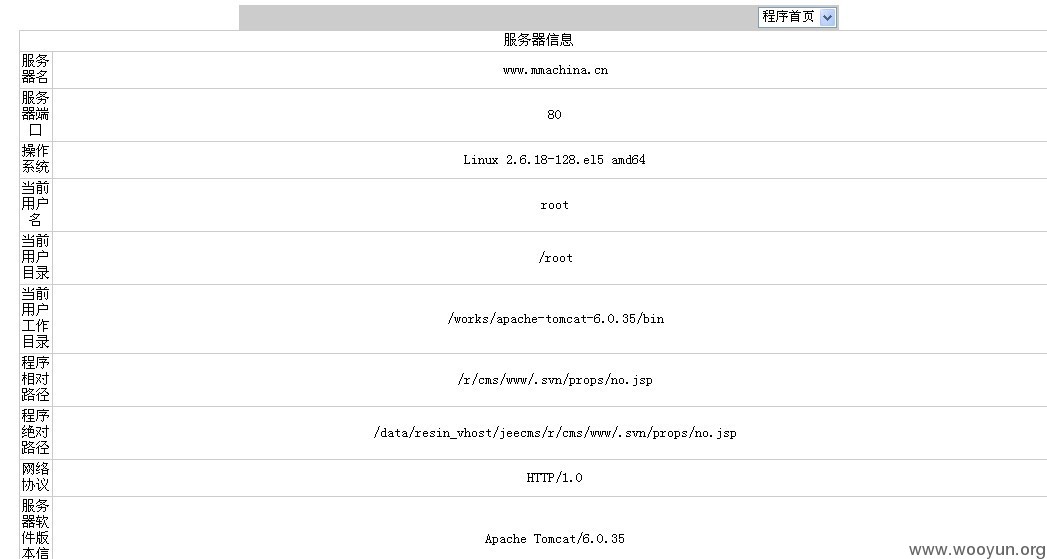 程序首页
服务器信息
服务
器名
www.mmachina.cn
服务
器端
口
80
操作
系统
Linux 2.6.18-128.el5 amd64
当前
用户
名
root
当前
用户
目录
/root
当前
用户
工作
目录
/works/apache-tomcat-6.0.35/bin
程序
相对
路径
/r/cms/www/.svn/props/no.jsp
程序
绝对
路径
/data/resin_vhost/jeecms/r/cms/www/.svn/props/no.jsp
网络
协议
HTTP/1.0
服务
器软
件版
本信
Apache Tomcat/6.0.35
www.wooyun.org